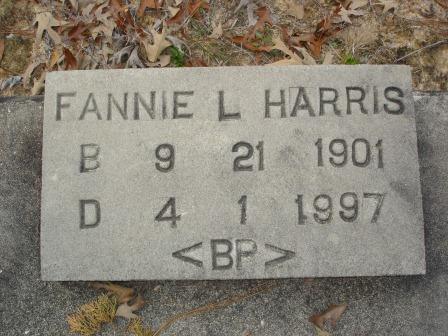 FANNIE L HARRIS
B 9 21 1901
D 4 1 1997
<BP>